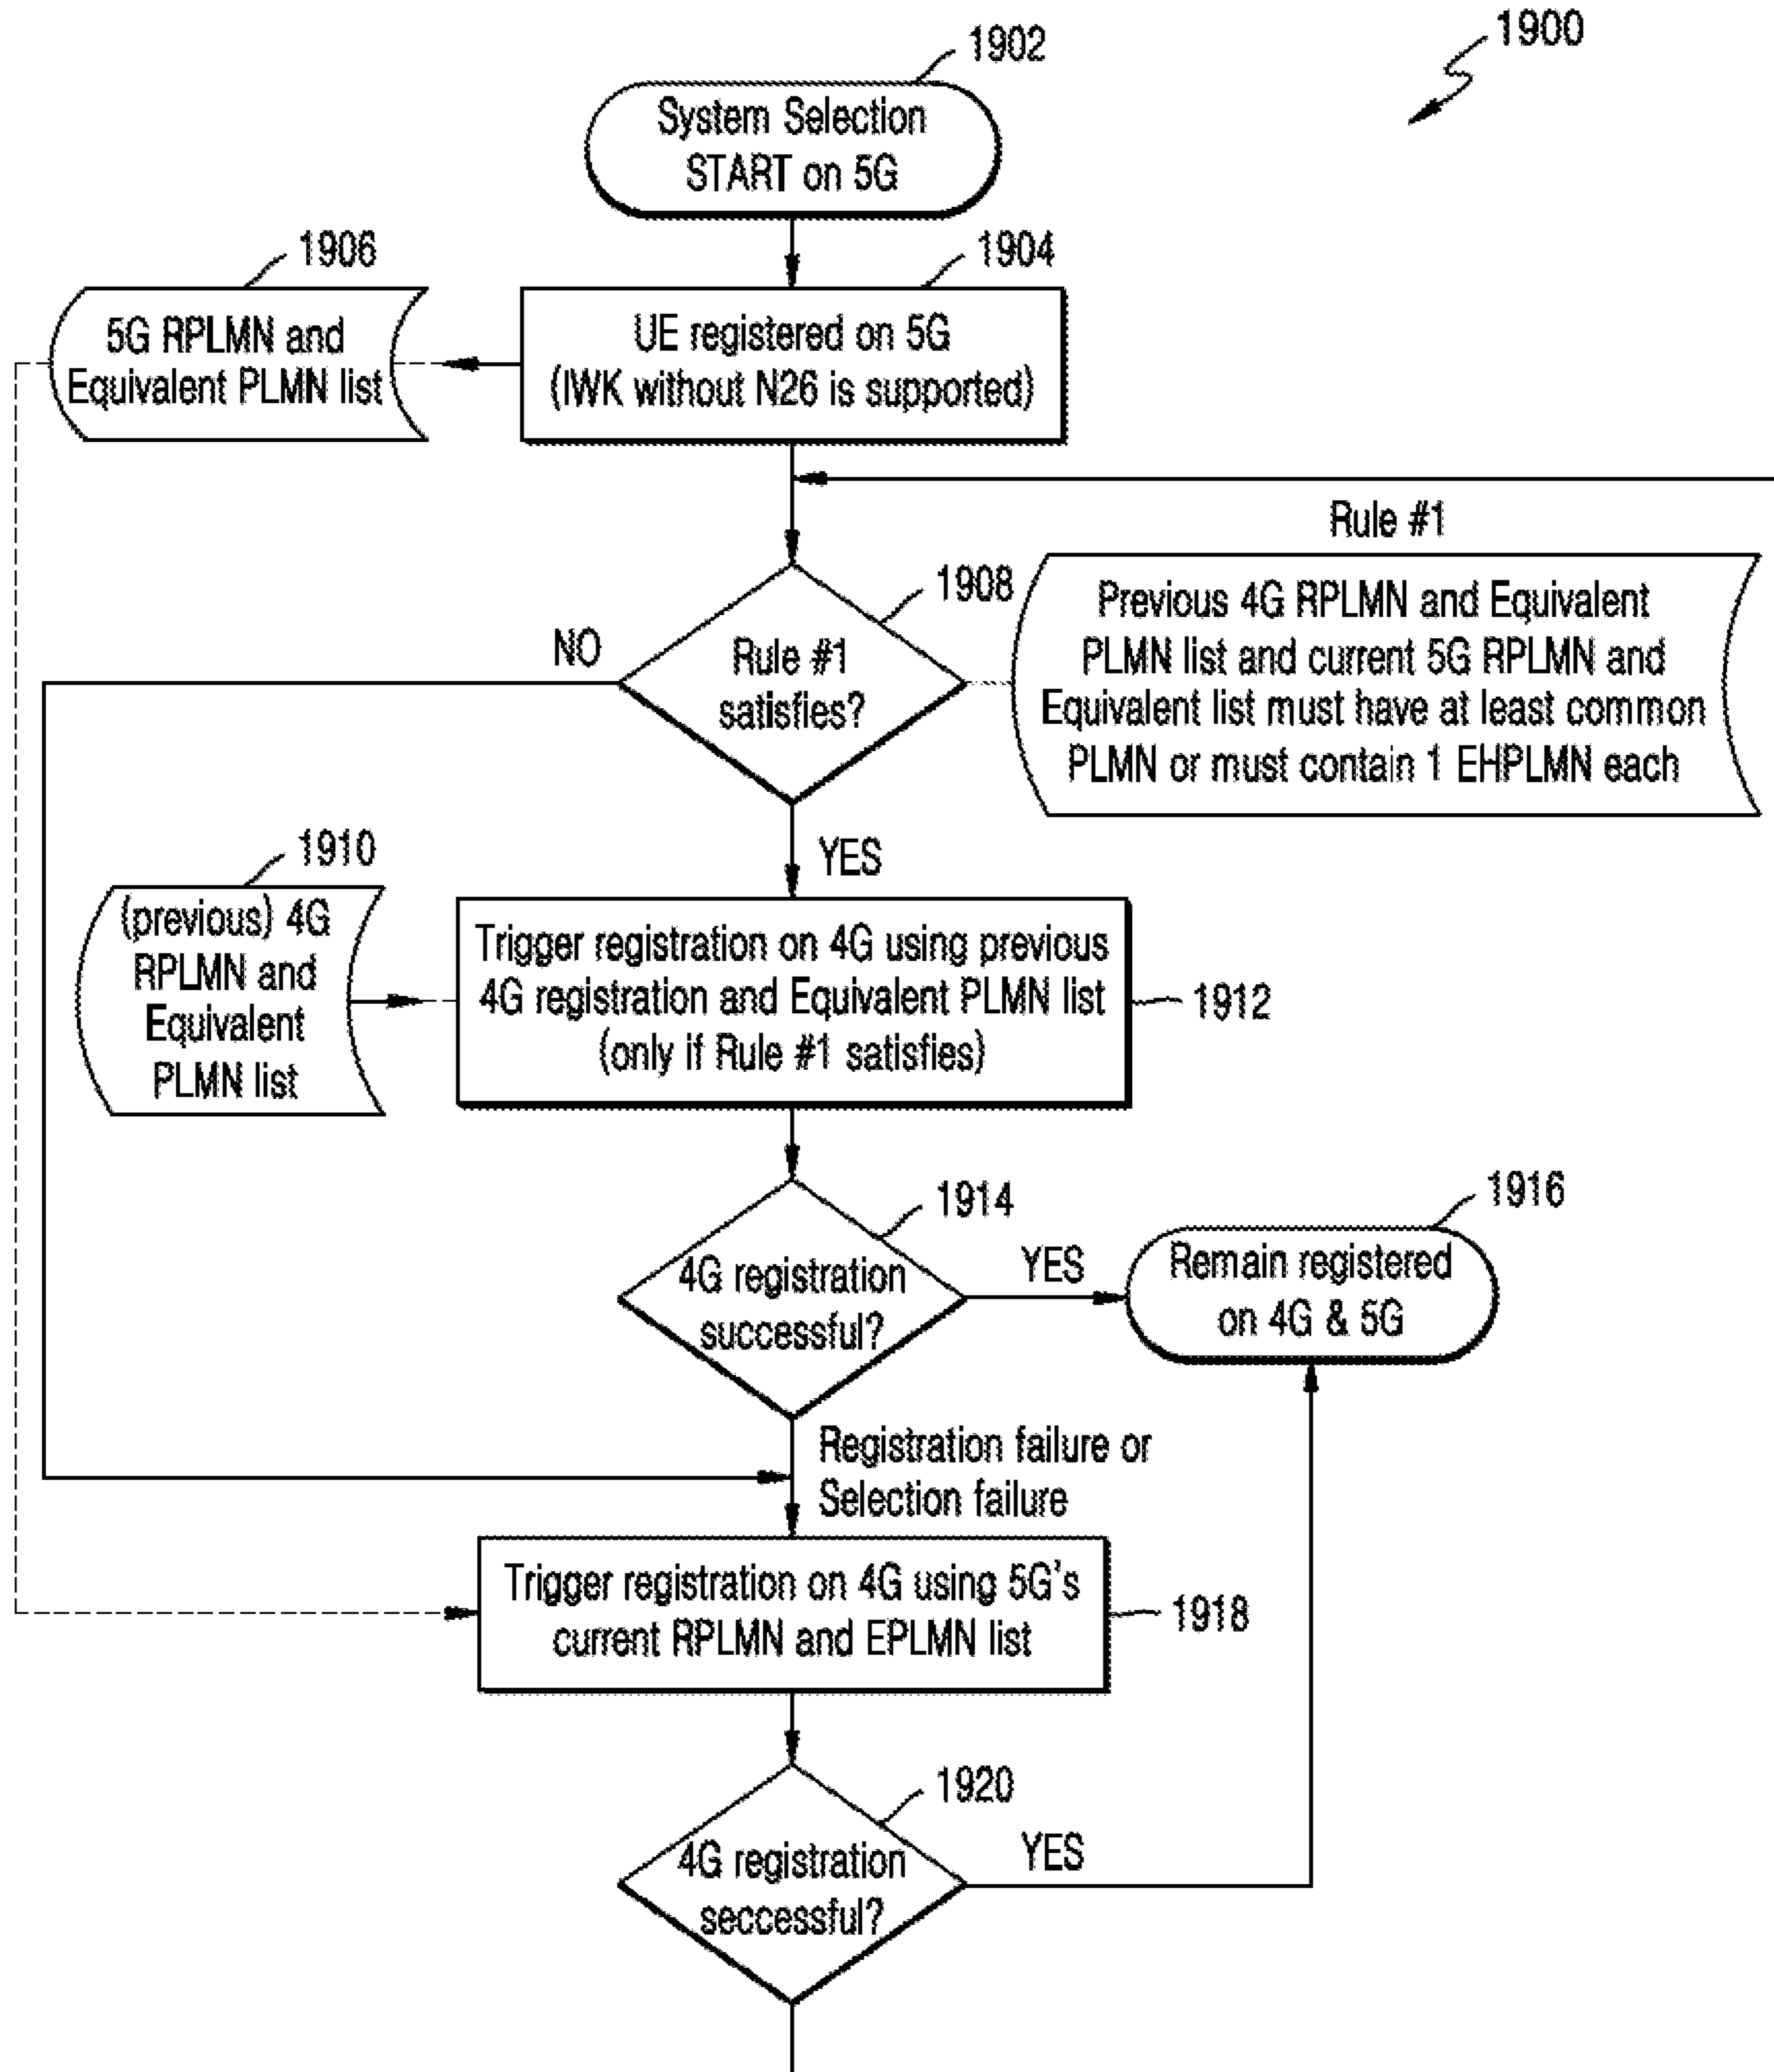 1900
1902
System Selection
START on 5G
1906
5G RPLMN and
Equivalent PLMN list
1904
UE registered on 5G
(IWK without N26 is supported)
Rule #1
1908
NO
Rule #1
satisfies?
Previous 4G RPLMN and Equivalent
PLMN list and current 5G RPLMN and
Equivalent list must have at least common
PLMN or must contain 1 EHPLMN each
YES
1910
(previous) 4G
RPLMN and
Equivalent
PLMN list
Trigger registration on 4G using previous
4G registration and Equivalent PLMN list
(only if Rule #1 satisfies)
1912
1914
4G registration
successful?
YES
1916
Remain registered
on 4G & 5G
Registration failure or
Selection failure
Trigger registration on 4G using 5G's
current RPLMN and EPLMN list
1918
1920
4G registration
seccessful?
YES